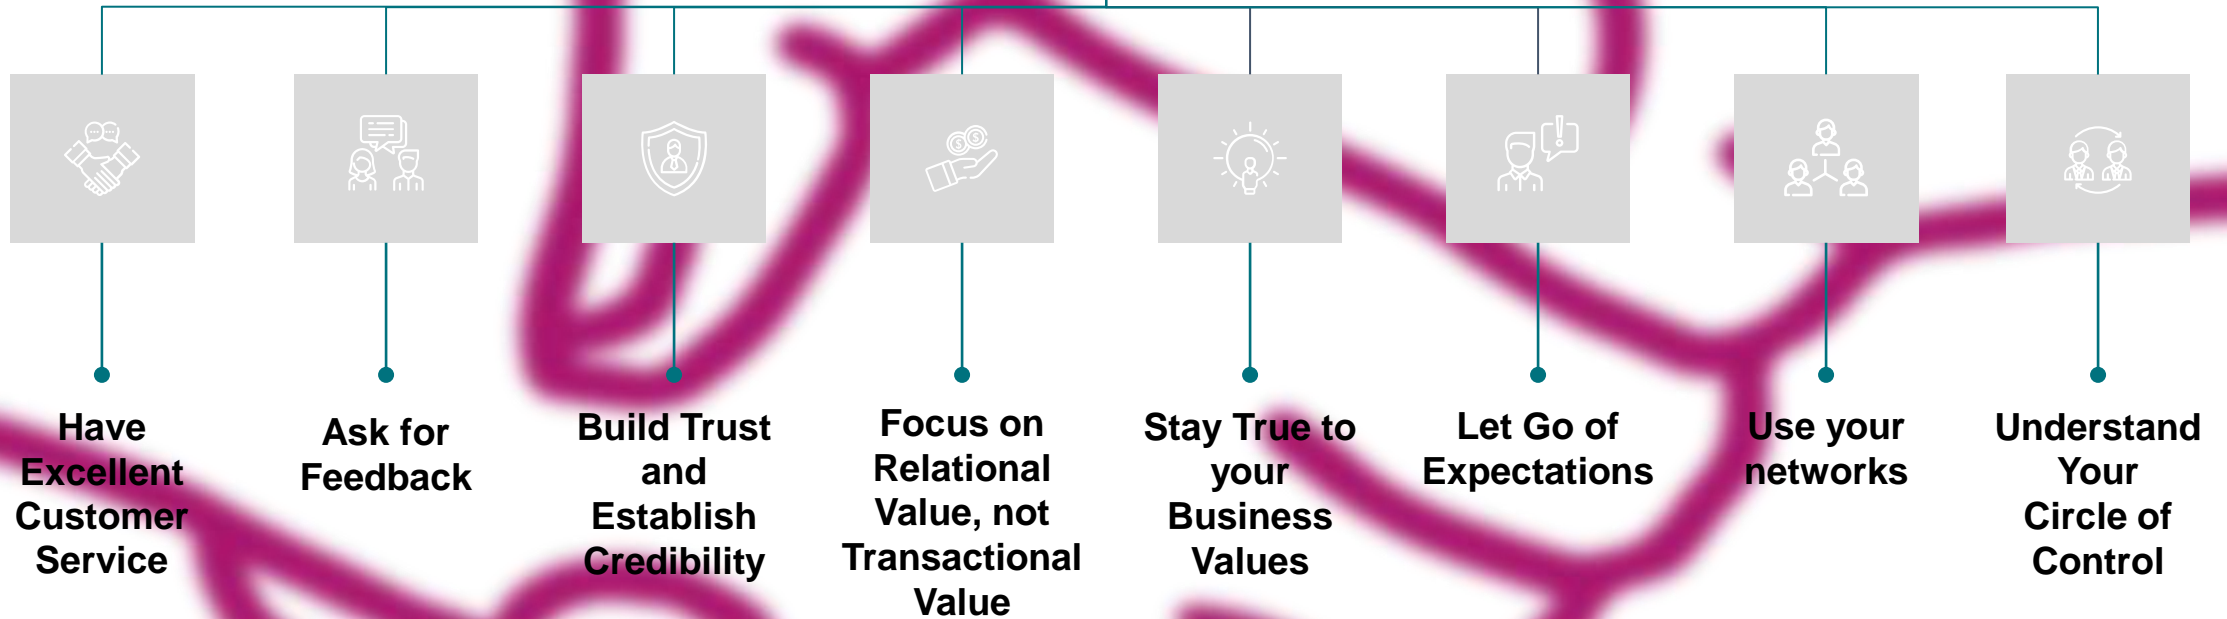 Have
Excellent
Customer
Service
Ask for
Feedback
Build Trust
and
Establish
Credibility
Focus on
Relational
Value, not
Transactional
Value
Stay True to
your
Business
Values
Let Go of
Expectations
Use your
networks
Understand
Your
Circle of
Control